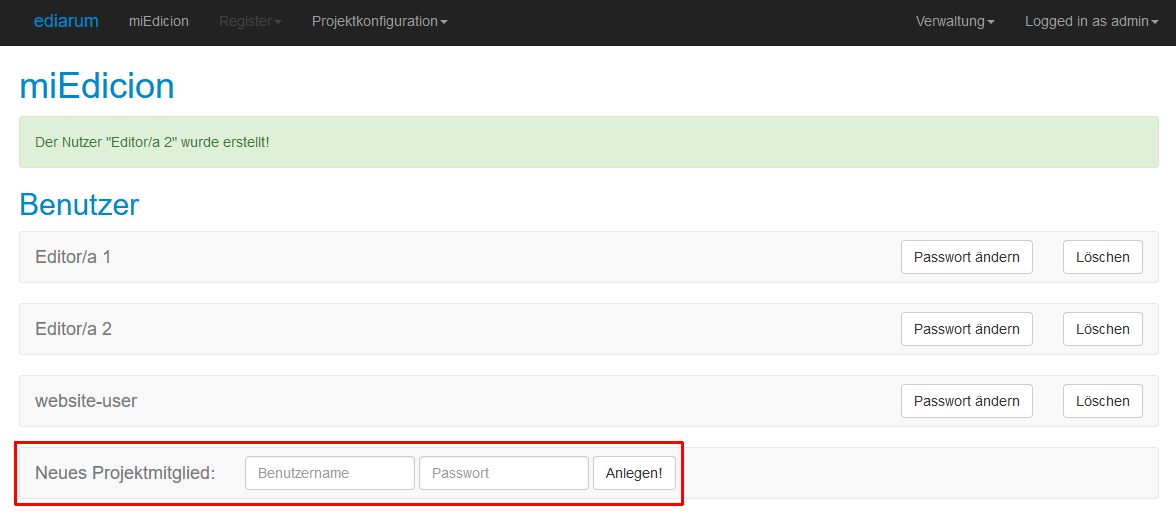 ediarum miEdicion Register Projektkonfiguration Verwaltung Logged in as admin
miEdicion
Der Nutzer "Editor/a 2" wurde erstellt!
Benutzer
Editor/a 1 Passwort ändern Löschen
Editor/a 2 Passwort ändern Löschen
website-user Passwort ändern Löschen
Neues Projektmitglied: Benutzername Passwort Anlegen!